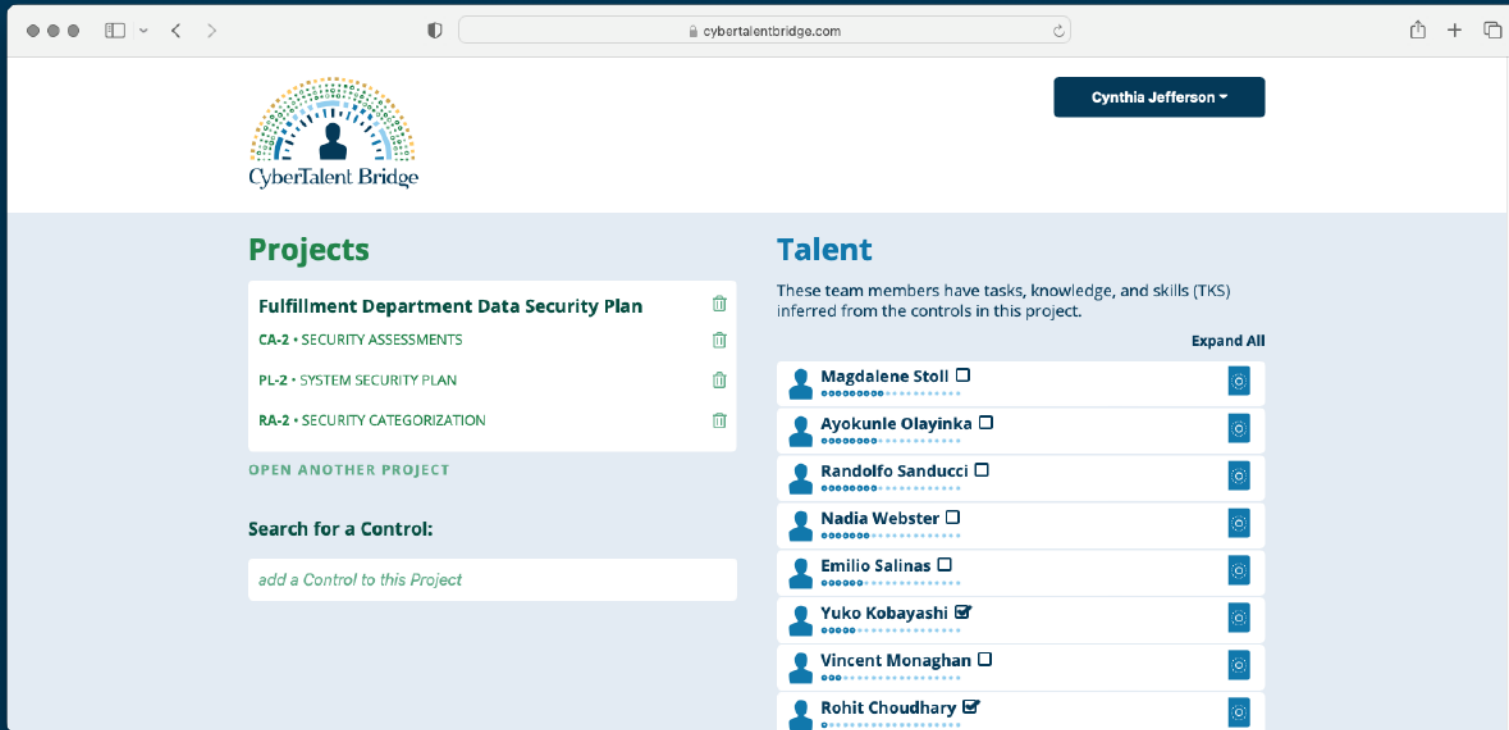 cybertalentbridge.com
CyberTalent Bridge
Cynthia Jefferson
Projects
Fulfillment Department Data Security Plan
CA-2 • SECURITY ASSESSMENTS
PL-2 • SYSTEM SECURITY PLAN
RA-2 • SECURITY CATEGORIZATION
OPEN ANOTHER PROJECT
Search for a Control:
add a Control to this Project
Talent
These team members have tasks, knowledge, and skills (TKS)
inferred from the controls in this project.
Expand All
Magdalene Stoll
Ayokunle Olayinka
Randolfo Sanducci
Nadia Webster
Emilio Salinas
Yuko Kobayashi
Vincent Monaghan
Rohit Choudhary